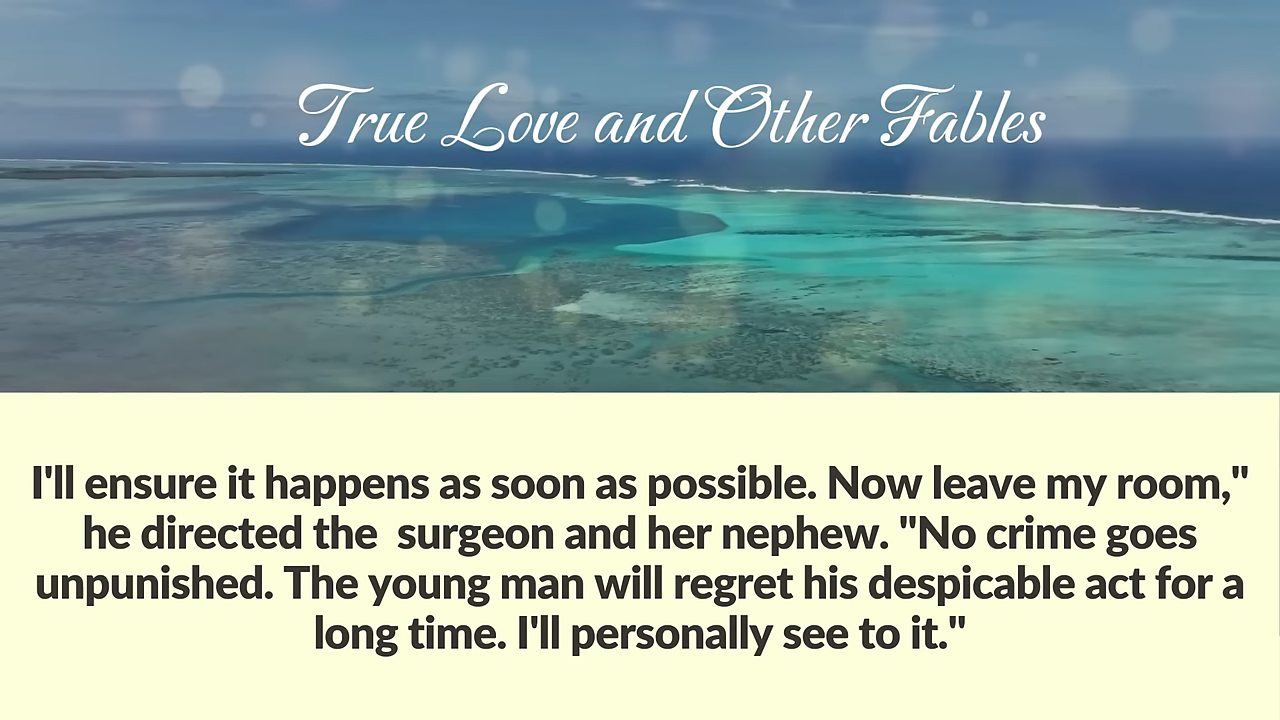 True Love and Other Fables
I'll ensure it happens as soon as possible. Now leave my room,"
he directed the  surgeon and her nephew. "No crime goes
unpunished. The young man will regret his despicable act for a
long time. I'll personally see to it."